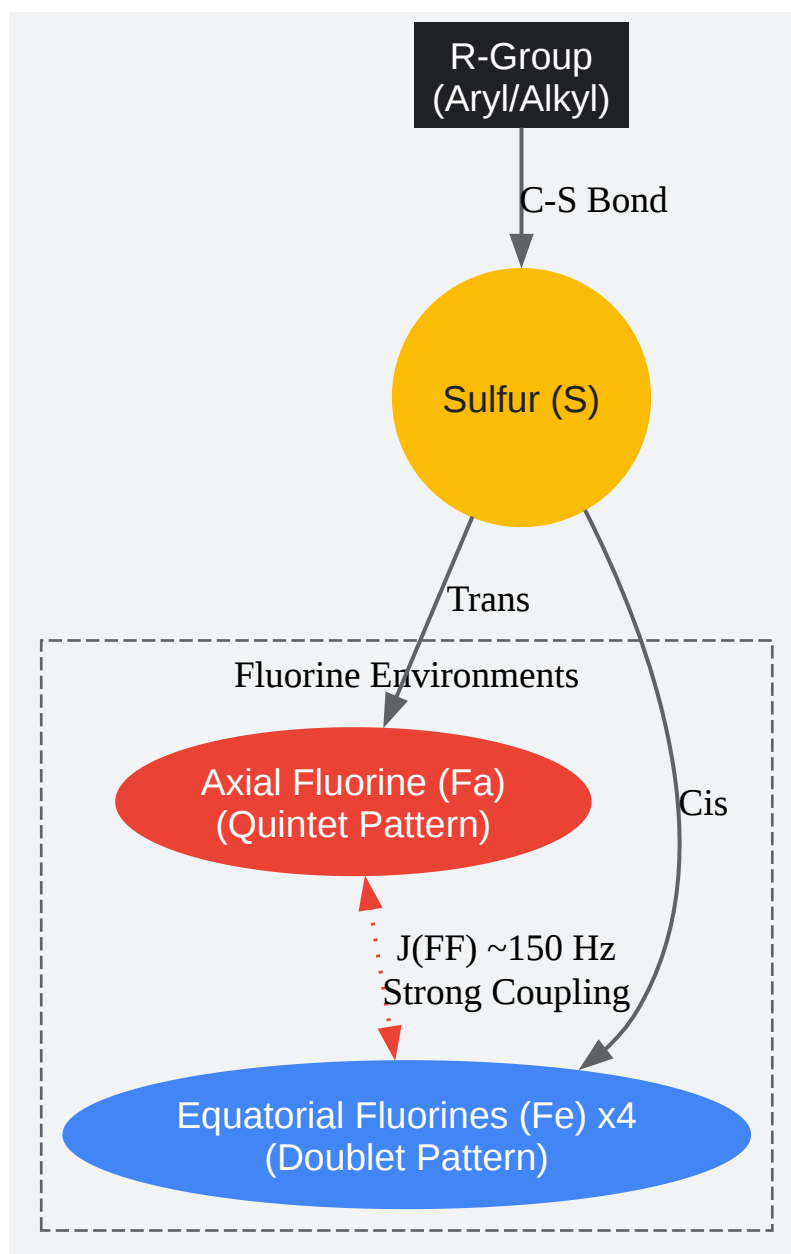 R-Group
(Aryl/Alkyl)
C-S Bond
Sulfur (S)
Trans
Fluorine Environments
Axial Fluorine (Fa)
(Quintet Pattern)
Cis
J(FF) ~150 Hz
Strong Coupling
Equatorial Fluorines (Fe) x4
(Doublet Pattern)